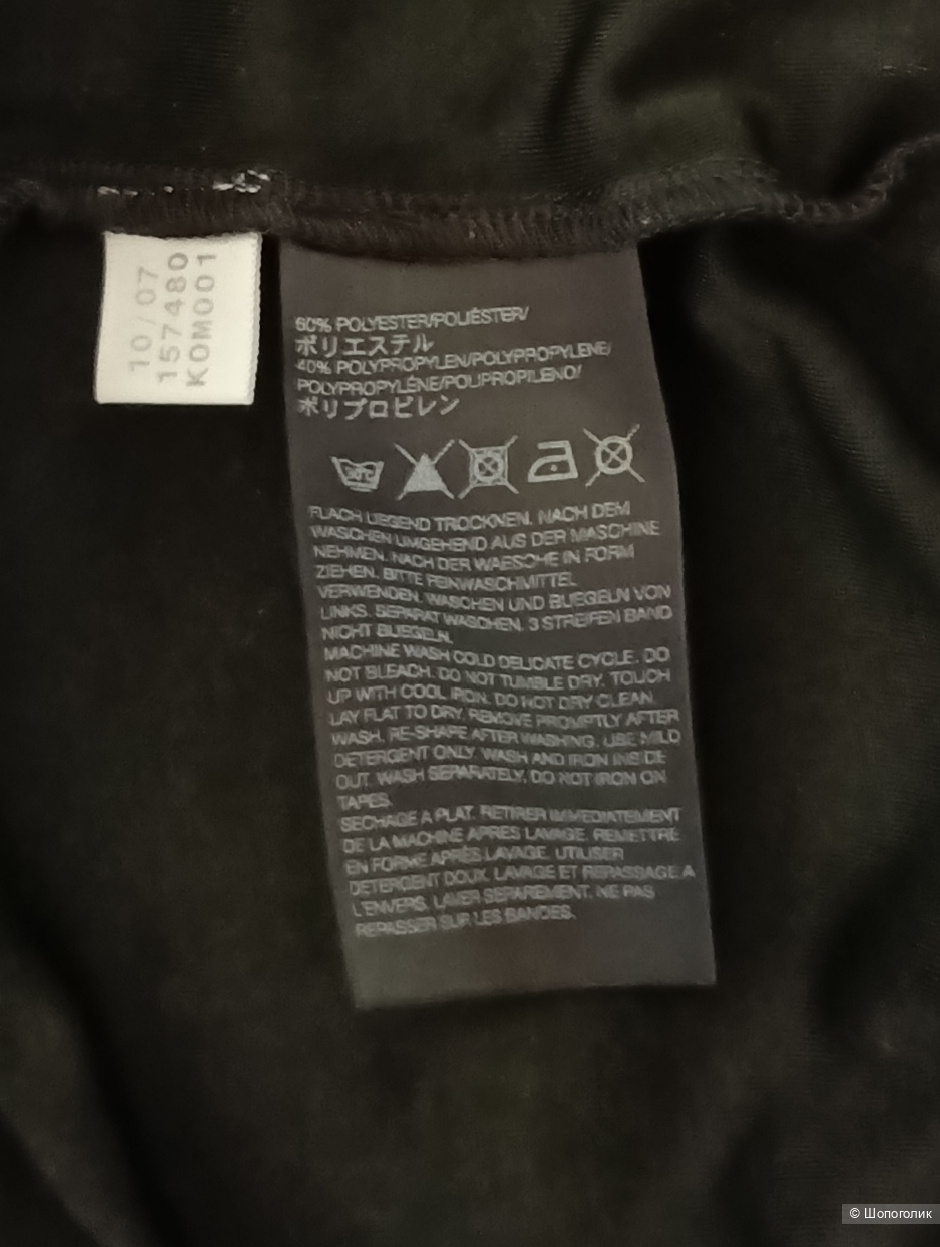 10/07
157480
KOM001
60% POLYESTER/POLIÉSTER/
ポリエステル
40% POLYPROPYLEN/POLYPROPYLENE/
POLYPROPYLÉNE/POLIPROPILENO/
ポリプロピレン
30°C
FLACH LIEGEND TROCKNEN. NACH DEM
WASCHEN UMGEHEND AUS DER MASCHINE
NEHMEN. NACH DER WAESCHE IN FORM
ZIEHEN. BITTE FEINWASCHMITTEL
VERWENDEN. WASCHEN UND BUEGELN VON
LINKS. SEPARAT WASCHEN. 3 STREIFEN BAND
NICHT BUEGELN.
MACHINE WASH COLD DELICATE CYCLE. DO
NOT BLEACH. DO NOT TUMBLE DRY. TOUCH
UP WITH COOL IRON. DO NOT DRY CLEAN.
LAY FLAT TO DRY. REMOVE PROMPTLY AFTER
WASH. RE-SHAPE AFTER WASHING. USE MILD
DETERGENT ONLY. WASH AND IRON INSIDE
OUT. WASH SEPARATELY. DO NOT IRON ON
TAPES.
SECHAGE A PLAT. RETIRER IMMEDIATEMENT
DE LA MACHINE APRES LAVAGE. REMETTRE
EN FORME APRÈS LAVAGE. UTILISER
DETERGENT DOUX. LAVAGE ET REPASSAGE A
L'ENVERS. LAVER SEPAREMENT. NE PAS
REPASSER SUR LES BANDES.
© Шопоголик